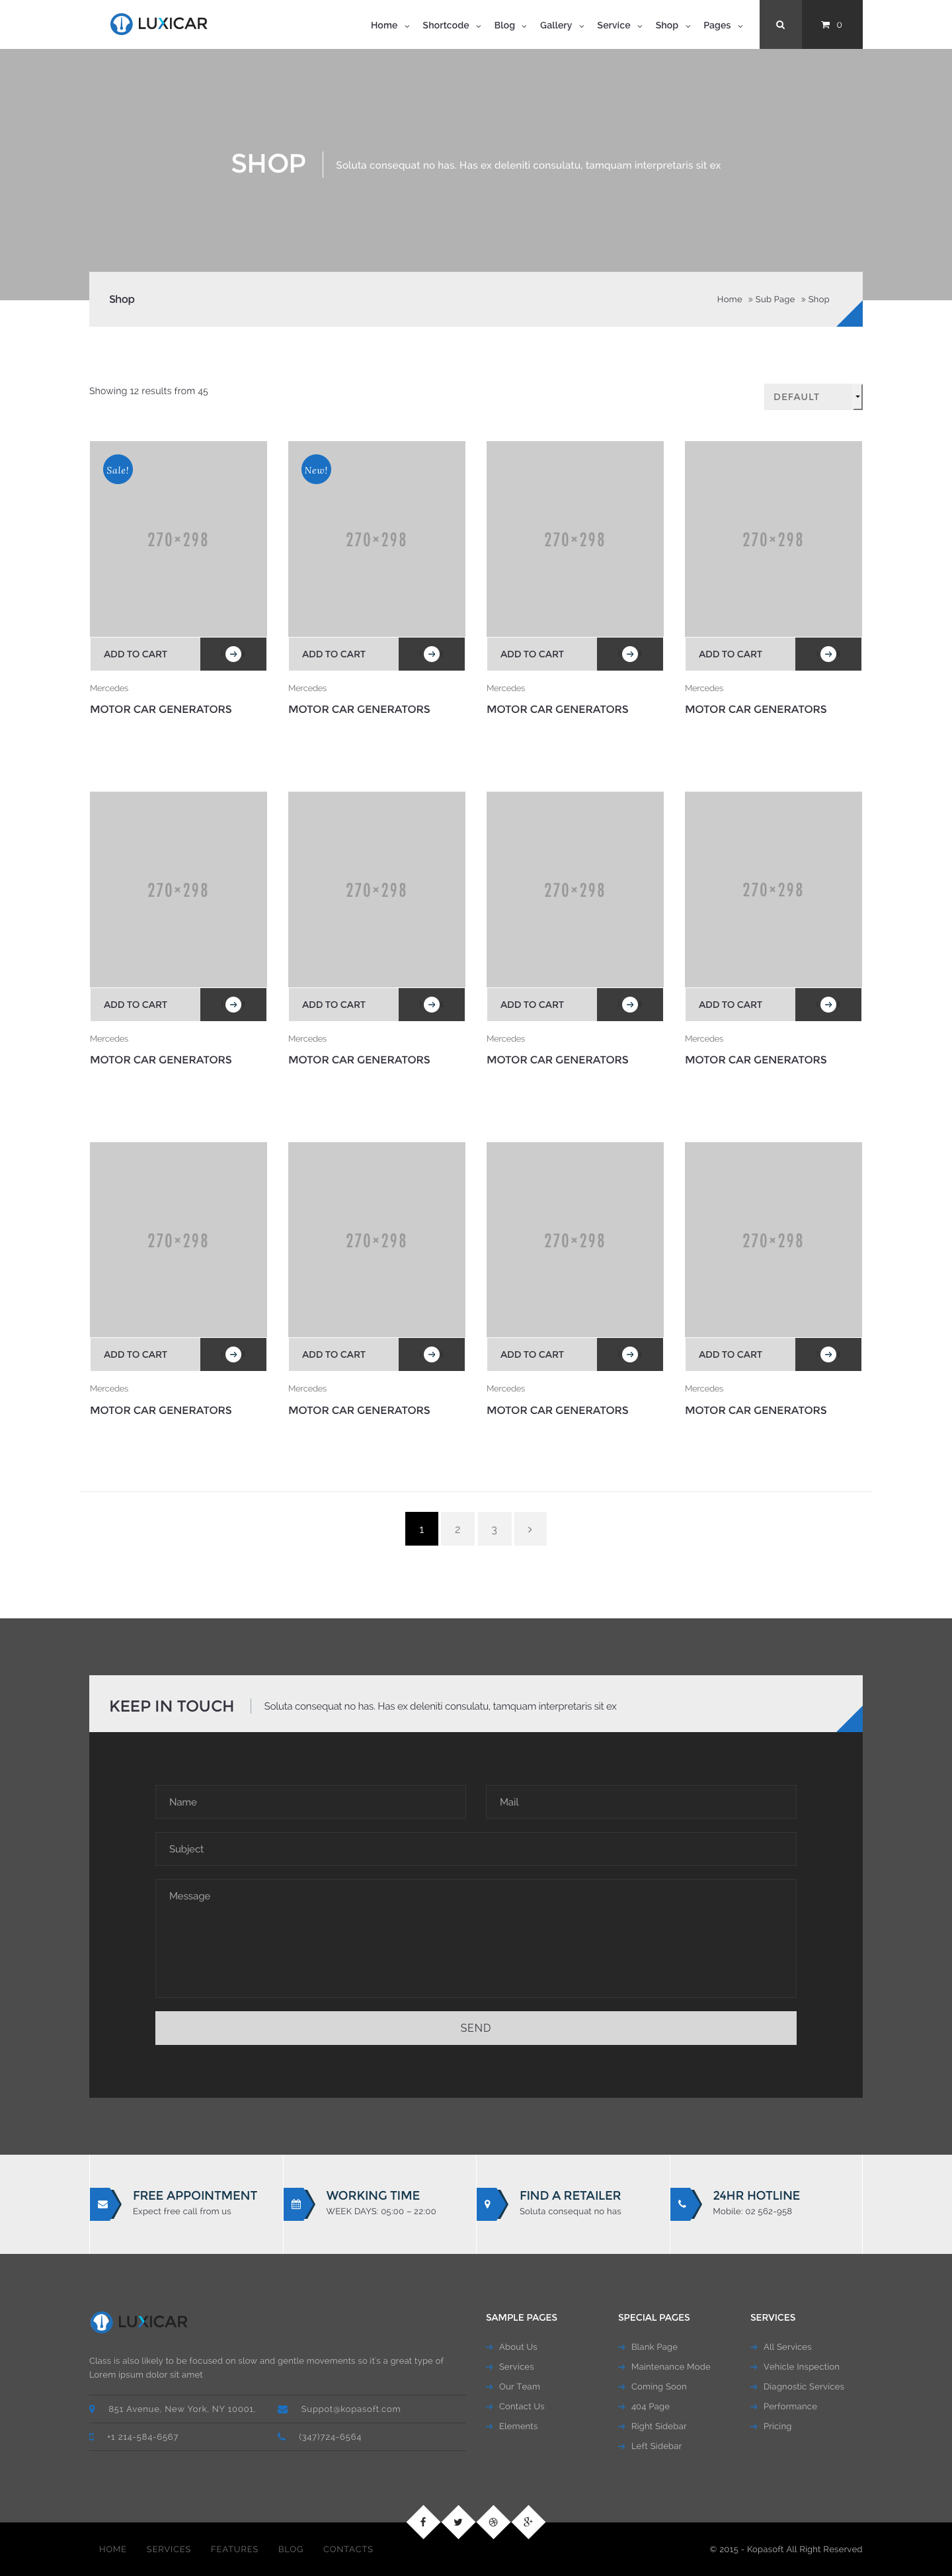 LUXICAR
Home Shortcode Blog Gallery Service Shop Pages 0
SHOP
Soluta consequat no has. Has ex deleniti consulatu, tamquam interpretaris sit ex
Shop
Home » Sub Page » Shop
Showing 12 results from 45
DEFAULT
Sale! New!
270×298 270×298 270×298 270×298
ADD TO CART ADD TO CART ADD TO CART ADD TO CART
Mercedes Mercedes Mercedes Mercedes
MOTOR CAR GENERATORS MOTOR CAR GENERATORS MOTOR CAR GENERATORS MOTOR CAR GENERATORS
270×298 270×298 270×298 270×298
ADD TO CART ADD TO CART ADD TO CART ADD TO CART
Mercedes Mercedes Mercedes Mercedes
MOTOR CAR GENERATORS MOTOR CAR GENERATORS MOTOR CAR GENERATORS MOTOR CAR GENERATORS
270×298 270×298 270×298 270×298
ADD TO CART ADD TO CART ADD TO CART ADD TO CART
Mercedes Mercedes Mercedes Mercedes
MOTOR CAR GENERATORS MOTOR CAR GENERATORS MOTOR CAR GENERATORS MOTOR CAR GENERATORS
1 2 3 >
KEEP IN TOUCH
Soluta consequat no has. Has ex deleniti consulatu, tamquam interpretaris sit ex
Name Mail
Subject
Message
SEND
FREE APPOINTMENT
Expect free call from us
WORKING TIME
WEEK DAYS: 05:00 – 22:00
FIND A RETAILER
Soluta consequat no has
24HR HOTLINE
Mobile: 02 562-958
LUXICAR
Class is also likely to be focused on slow and gentle movements so it's a great type of
Lorem ipsum dolor sit amet
851 Avenue, New York, NY 10001,
Suppot@kopasoft.com
+1 214-584-6567
(347)724-6564
SAMPLE PAGES
About Us
Services
Our Team
Contact Us
Elements
SPECIAL PAGES
Blank Page
Maintenance Mode
Coming Soon
404 Page
Right Sidebar
Left Sidebar
SERVICES
All Services
Vehicle Inspection
Diagnostic Services
Performance
Pricing
HOME SERVICES FEATURES BLOG CONTACTS
© 2015 - Kopasoft All Right Reserved